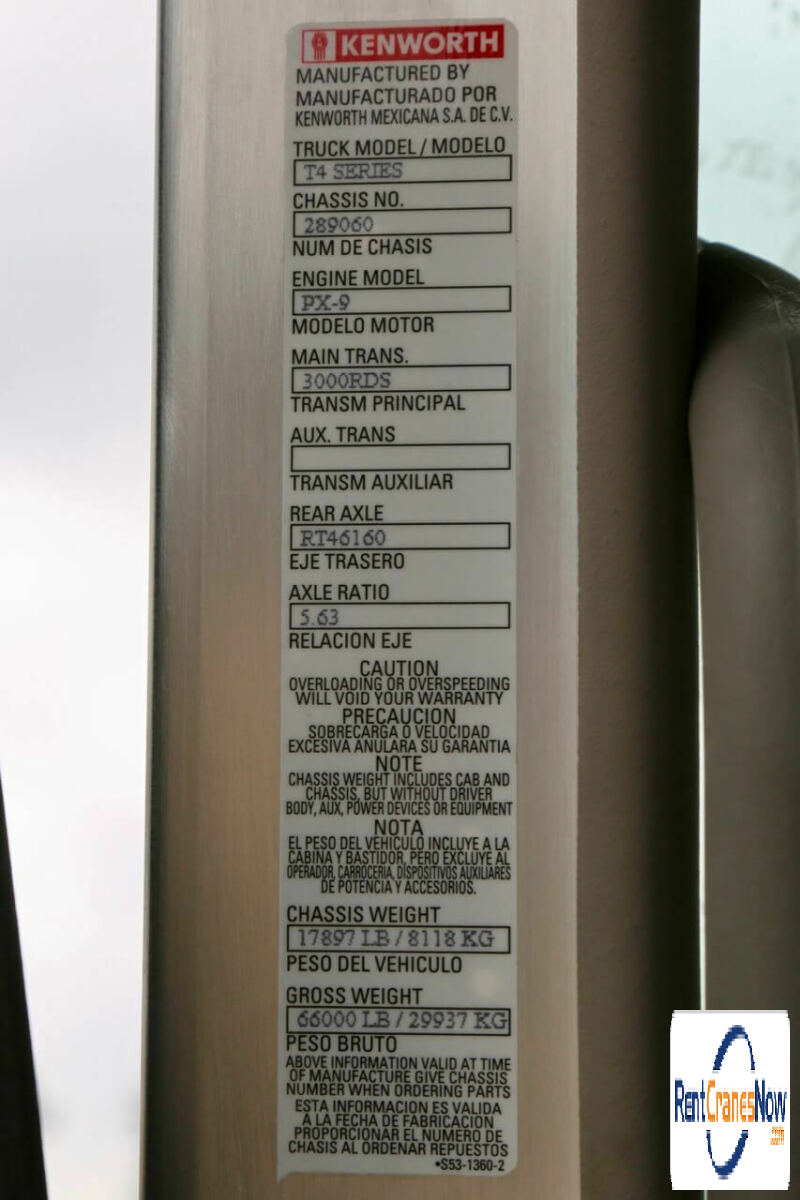 KENWORTH
MANUFACTURED BY
MANUFACTURADO POR
KENWORTH MEXICANA S.A. DE C.V.
TRUCK MODEL / MODELO
T4 SERIES
CHASSIS NO.
289060
NUM DE CHASIS
ENGINE MODEL
PX-9
MODELO MOTOR
MAIN TRANS.
3000RDS
TRANSM PRINCIPAL
AUX. TRANS
TRANSM AUXILIAR
REAR AXLE
RT46160
EJE TRASERO
AXLE RATIO
5.63
RELACION EJE
CAUTION
OVERLOADING OR OVERSPEEDING
WILL VOID YOUR WARRANTY
PRECAUCION
SOBRECARGA O VELOCIDAD
EXCESIVA ANULARA SU GARANTIA
NOTE
CHASSIS WEIGHT INCLUDES CAB AND
CHASSIS, BUT WITHOUT DRIVER
BODY, AUX, POWER DEVICES OR EQUIPMENT
NOTA
EL PESO DEL VEHICULO INCLUYE A LA
CABINA Y BASTIDOR, PERO EXCLUYE AL
OPERADOR, CARROCERIA, DISPOSITIVOS AUXILIARES
DE POTENCIA Y ACCESORIOS.
CHASSIS WEIGHT
17897 LB / 8118 KG
PESO DEL VEHICULO
GROSS WEIGHT
66000 LB / 29937 KG
PESO BRUTO
ABOVE INFORMATION VALID AT TIME
OF MANUFACTURE GIVE CHASSIS
NUMBER WHEN ORDERING PARTS
ESTA INFORMACION ES VALIDA
A LA FECHA DE FABRICACION
PROPORCIONAR EL NUMERO DE
CHASIS AL ORDENAR REPUESTOS
•S53-1360-2
RentCranesNow
.com